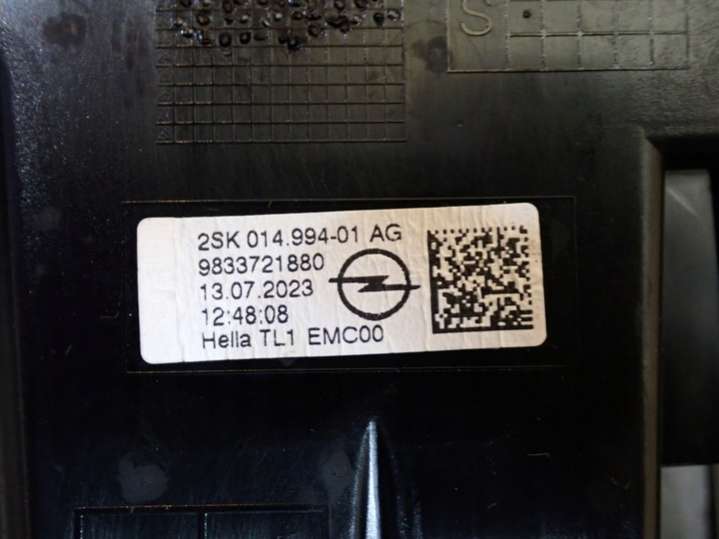 S
2SK 014.994-01 AG
9833721880
13.07.2023
12:48:08
Hella TL1 EMC00